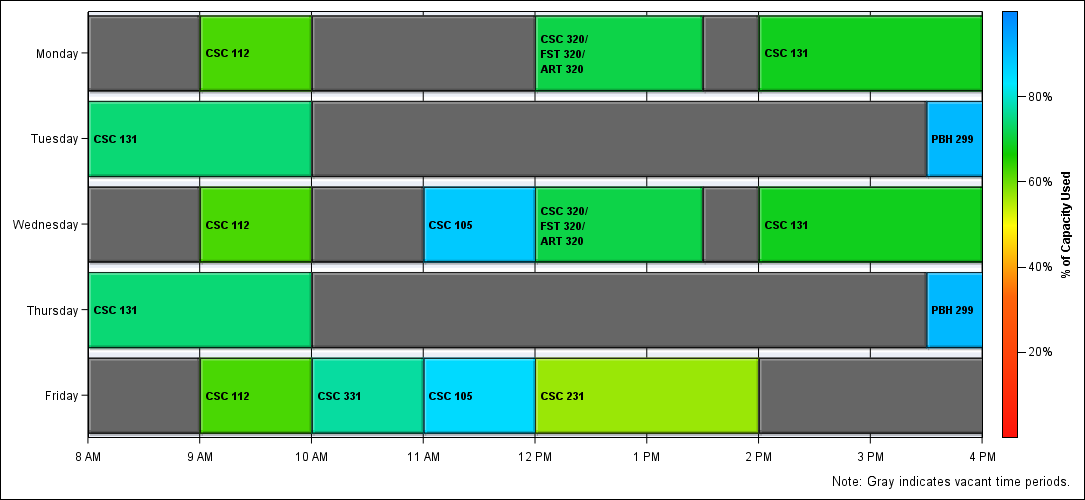 Monday
CSC 112
CSC 320/
FST 320/
ART 320
CSC 131
Tuesday
CSC 131
PBH 299
Wednesday
CSC 112
CSC 105
CSC 320/
FST 320/
ART 320
CSC 131
Thursday
CSC 131
PBH 299
Friday
CSC 112
CSC 331
CSC 105
CSC 231
8 AM
9 AM
10 AM
11 AM
12 PM
1 PM
2 PM
3 PM
4 PM
80%
60%
40%
20%
% of Capacity Used
Note: Gray indicates vacant time periods.